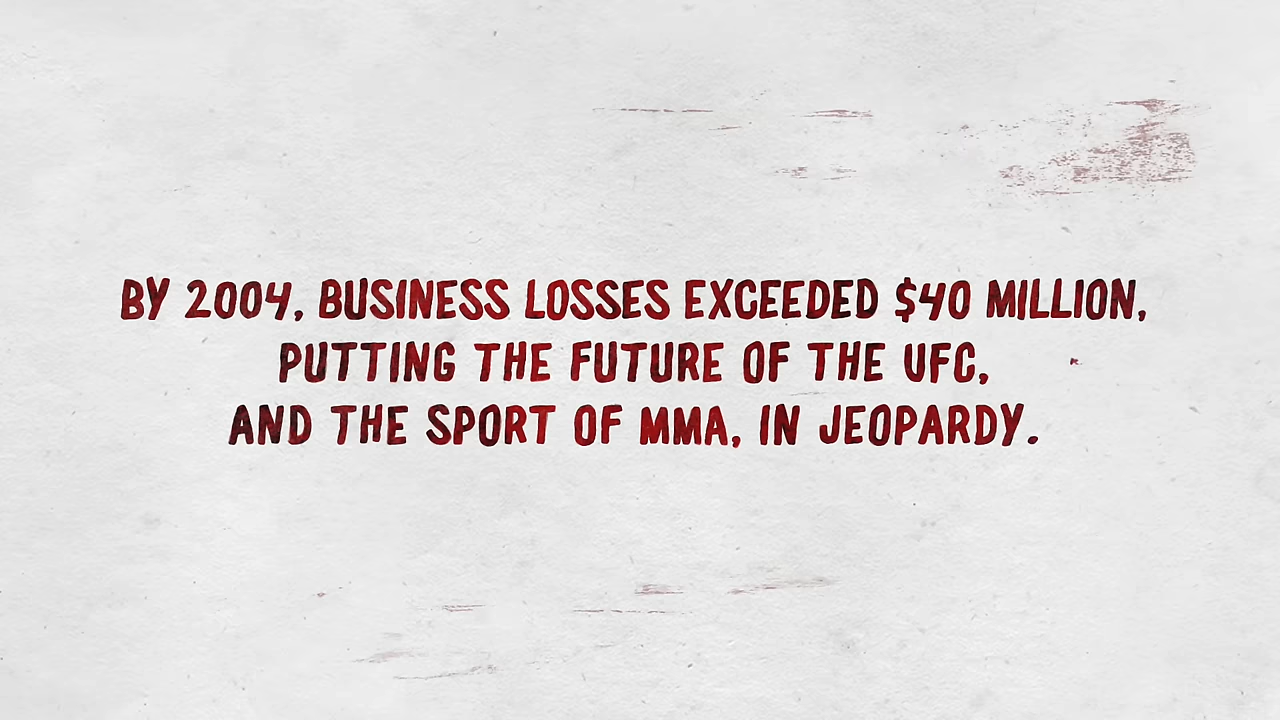 BY 2004, BUSINESS LOSSES EXCEEDED $40 MILLION,
PUTTING THE FUTURE OF THE UFC,
AND THE SPORT OF MMA, IN JEOPARDY.